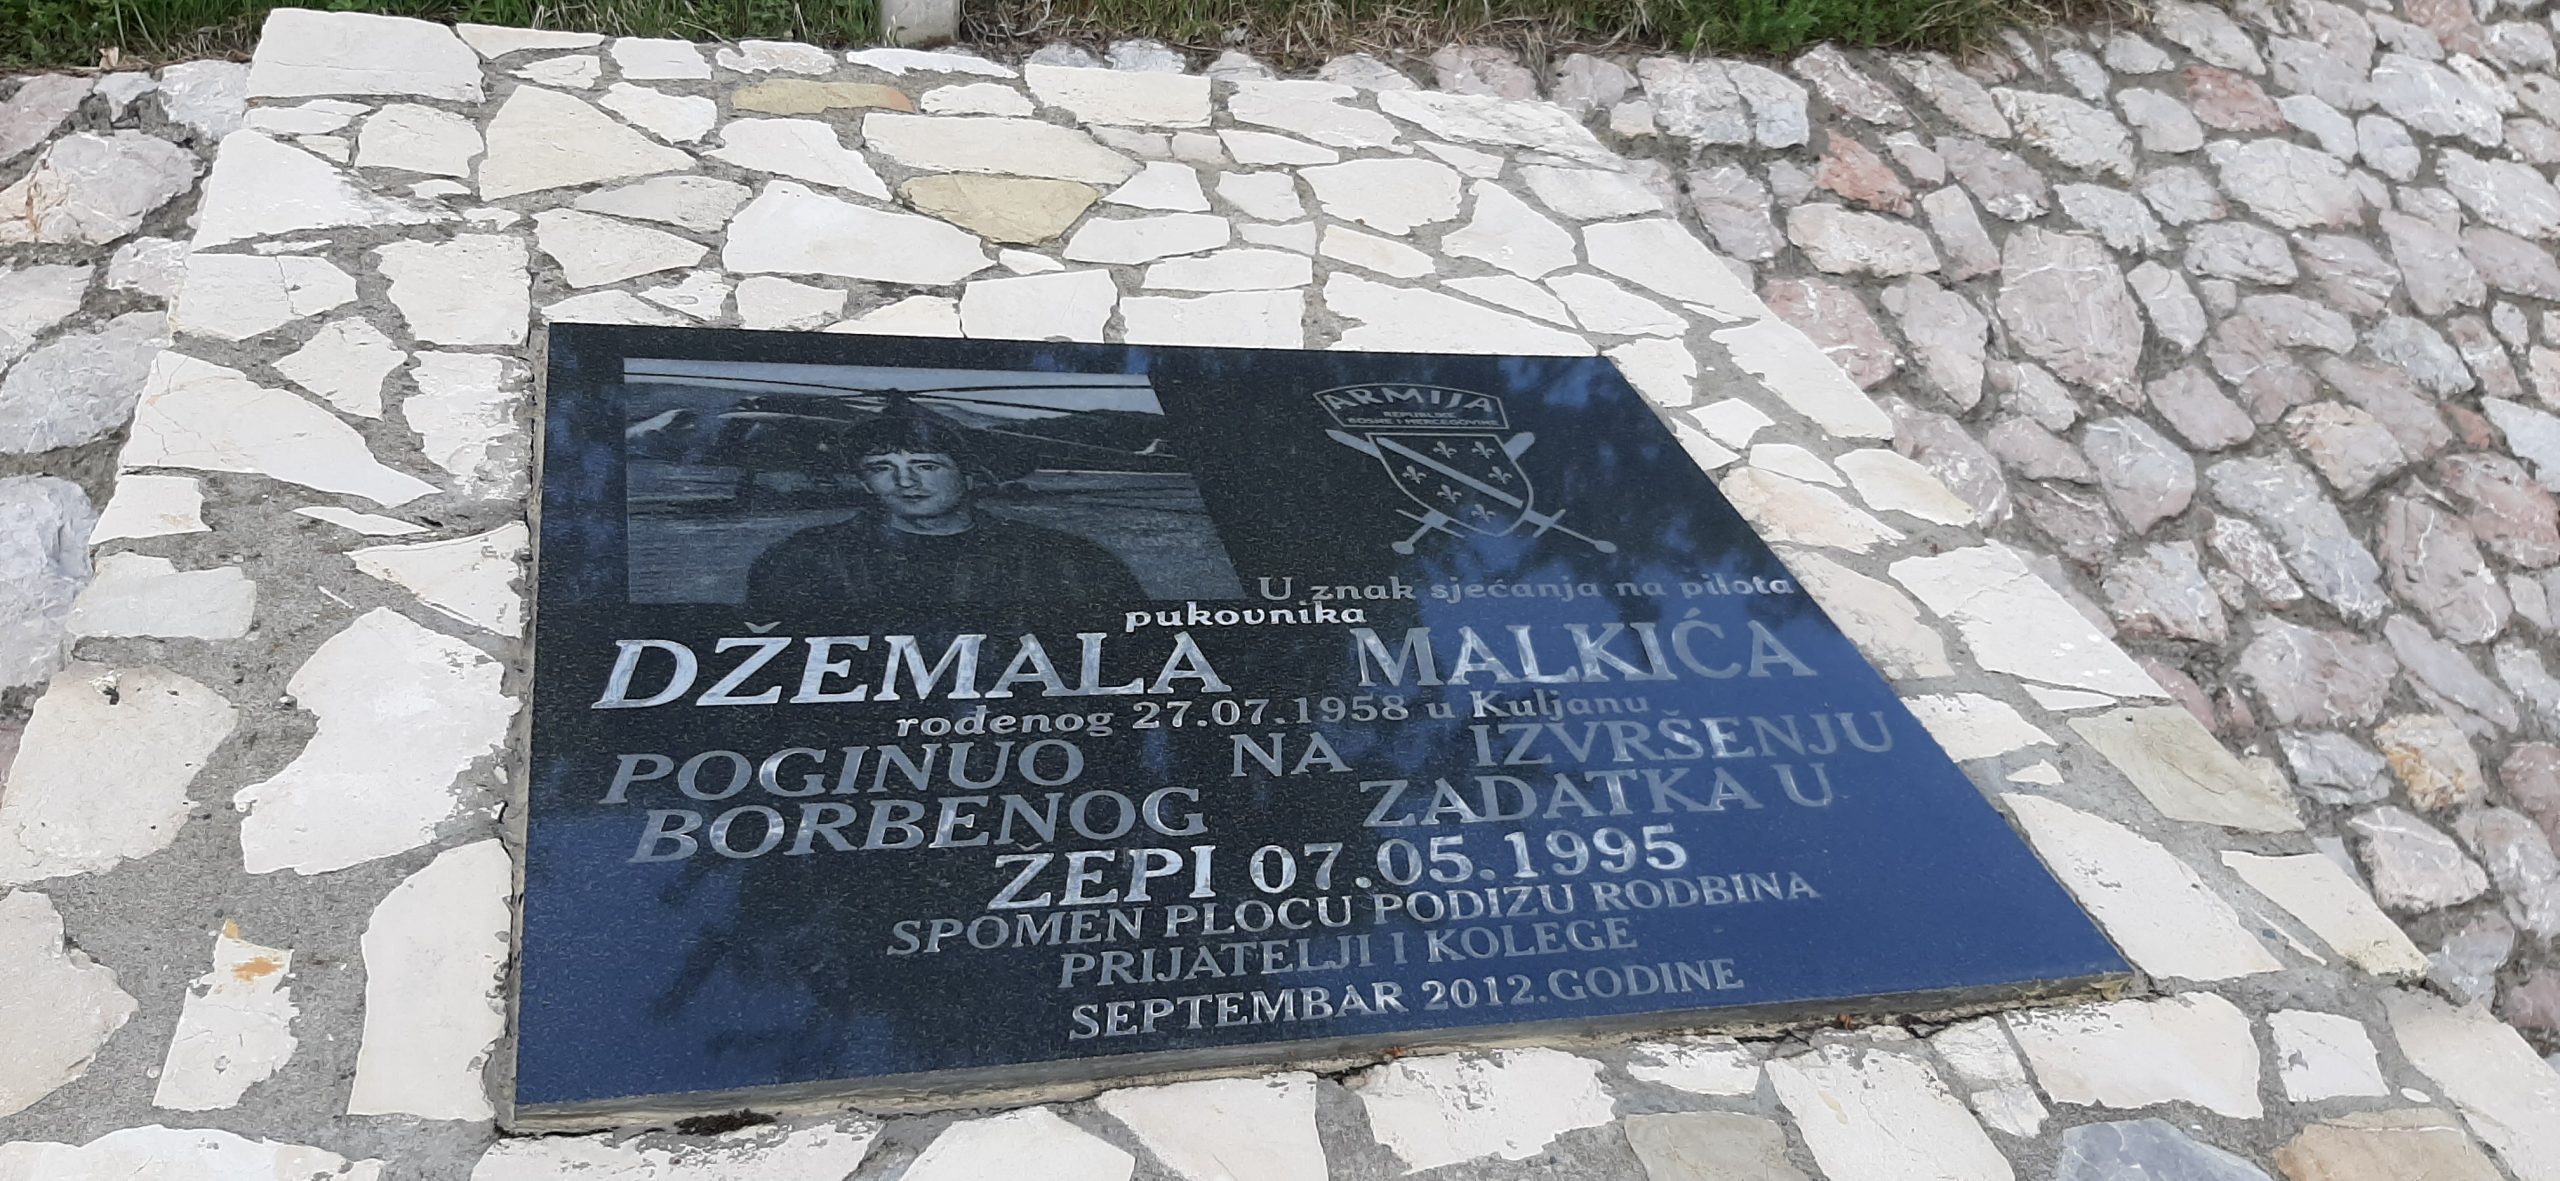 ARMIJA
REPUBLIKE
BOSNE I HERCEGOVINE
U znak sjećanja na pilota
pukovnika
DŽEMALA MALKIĆA
rođenog 27.07.1958 u Kuljanu
POGINUO NA IZVRŠENJU
BORBENOG ZADATKA U
ŽEPI 07.05.1995
SPOMEN PLOCU PODIZU RODBINA
PRIJATELJI I KOLEGE
SEPTEMBAR 2012.GODINE